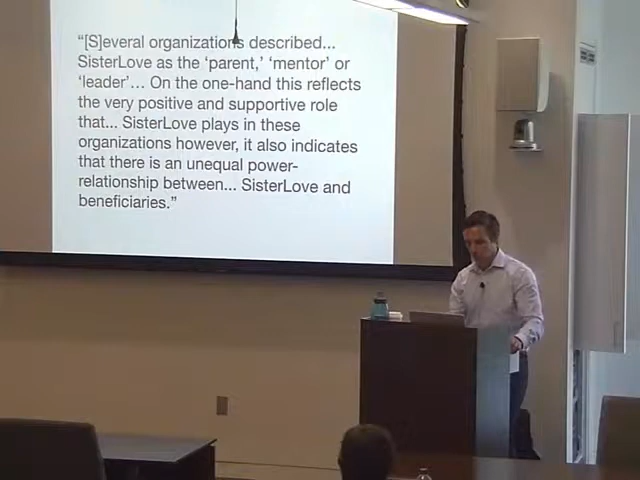 “[S]everal organizations described...
SisterLove as the ‘parent,’ ‘mentor’ or
‘leader’... On the one-hand this reflects
the very positive and supportive role
that... SisterLove plays in these
organizations however, it also indicates
that there is an unequal power-
relationship between... SisterLove and
beneficiaries.”